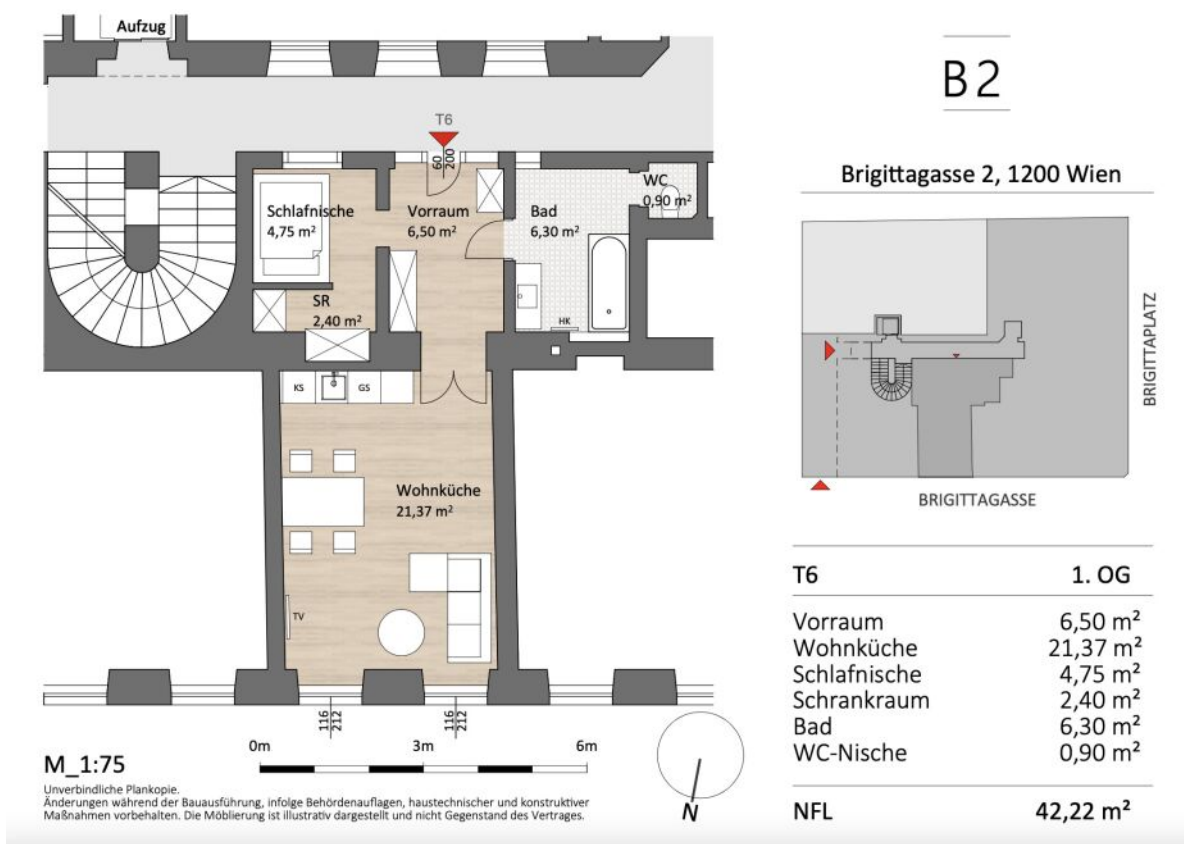 Aufzug
T6
60
200
Schlafnische
4,75 m²
Vorraum
6,50 m²
Bad
6,30 m²
WC
0,90 m²
SR
2,40 m²
HK
KS
GS
Wohnküche
21,37 m²
TV
116
212
116
212
0m
3m
6m
M_1:75
Unverbindliche Plankopie.
Änderungen während der Bauausführung, infolge Behördenauflagen, haustechnischer und konstruktiver
Maßnahmen vorbehalten. Die Möblierung ist illustrativ dargestellt und nicht Gegenstand des Vertrages.
N
B2
Brigittagasse 2, 1200 Wien
BRIGITTAPLATZ
BRIGITTAGASSE
T6 1. OG
Vorraum 6,50 m²
Wohnküche 21,37 m²
Schlafnische 4,75 m²
Schrankraum 2,40 m²
Bad 6,30 m²
WC-Nische 0,90 m²
NFL 42,22 m²